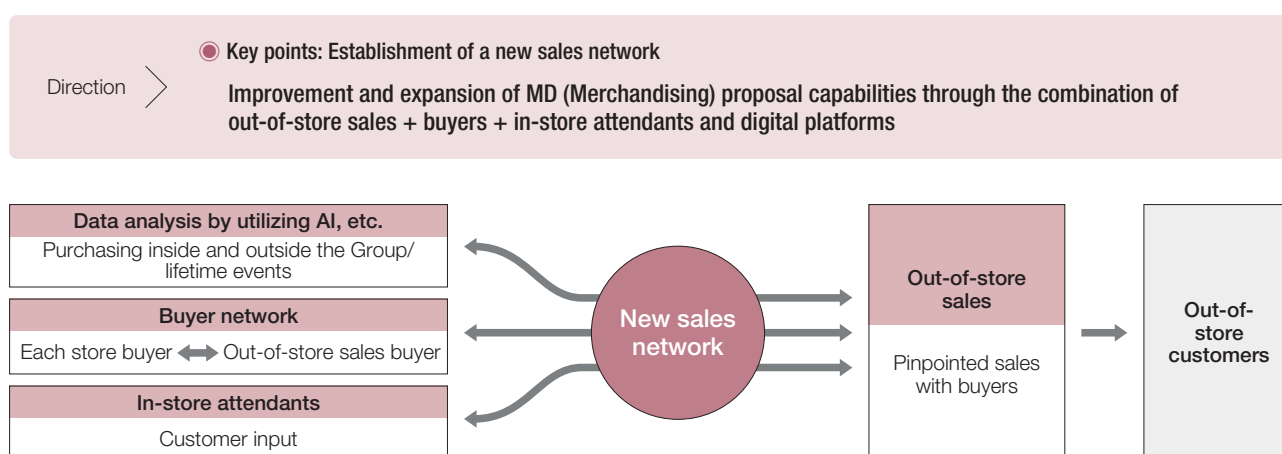 Direction
Key points: Establishment of a new sales network
Improvement and expansion of MD (Merchandising) proposal capabilities through the combination of
out-of-store sales + buyers + in-store attendants and digital platforms
Data analysis by utilizing AI, etc.
Purchasing inside and outside the Group/
lifetime events
Buyer network
Each store buyer
Out-of-store sales buyer
In-store attendants
Customer input
New sales
network
Out-of-store
sales
Pinpointed sales
with buyers
Out-of-
store
customers